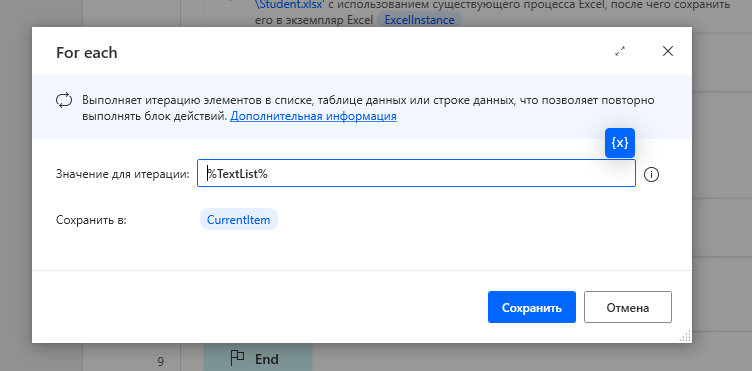 \Student.xlsx' с использованием существующего процесса Excel, после чего сохранить
его в экземпляр Excel ExcelInstance
For each
Выполняет итерацию элементов в списке, таблице данных или строке данных, что позволяет повторно
выполнять блок действий. Дополнительная информация
{x}
Значение для итерации: %TextList%
Сохранить в: CurrentItem
Сохранить Отмена
9 End